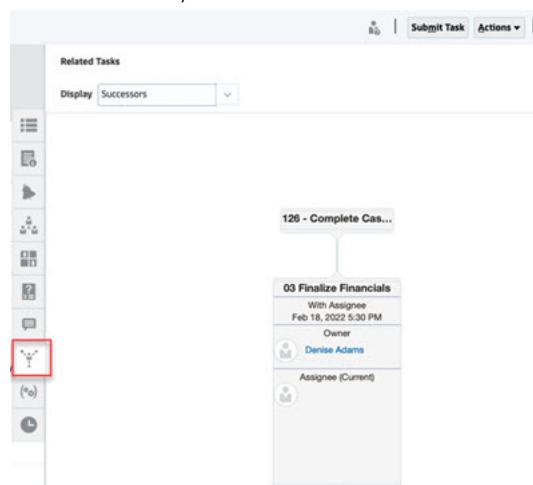 Submit Task Actions
Related Tasks
Display Successors
126 - Complete Cas...
03 Finalize Financials
With Assignee
Feb 18, 2022 5:30 PM
Owner
Denise Adams
Assignee (Current)